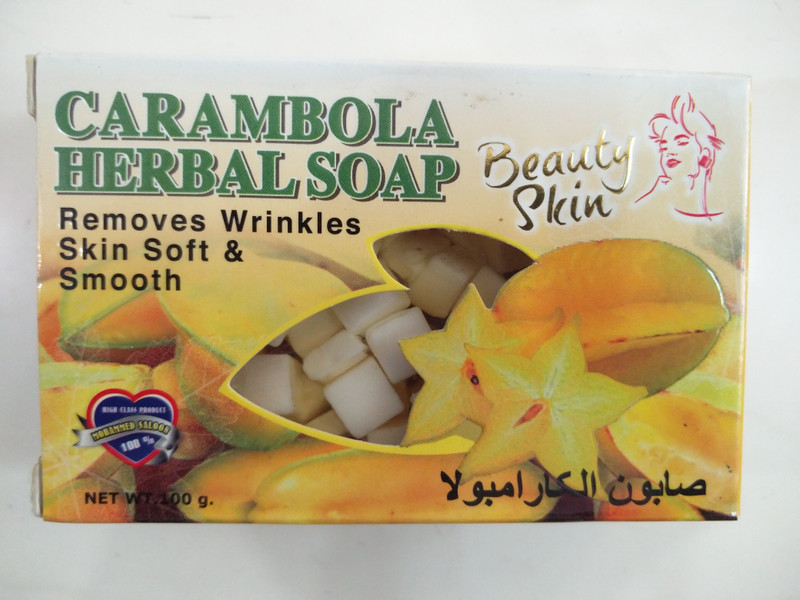 CARAMBOLA
HERBAL SOAP
Beauty
Skin
Removes Wrinkles
Skin Soft &
Smooth
HIGH CLASS PRODUCT
MOHAMMED SALOON
100 %
NET WT. 100 g.
صابون الكارامبولا